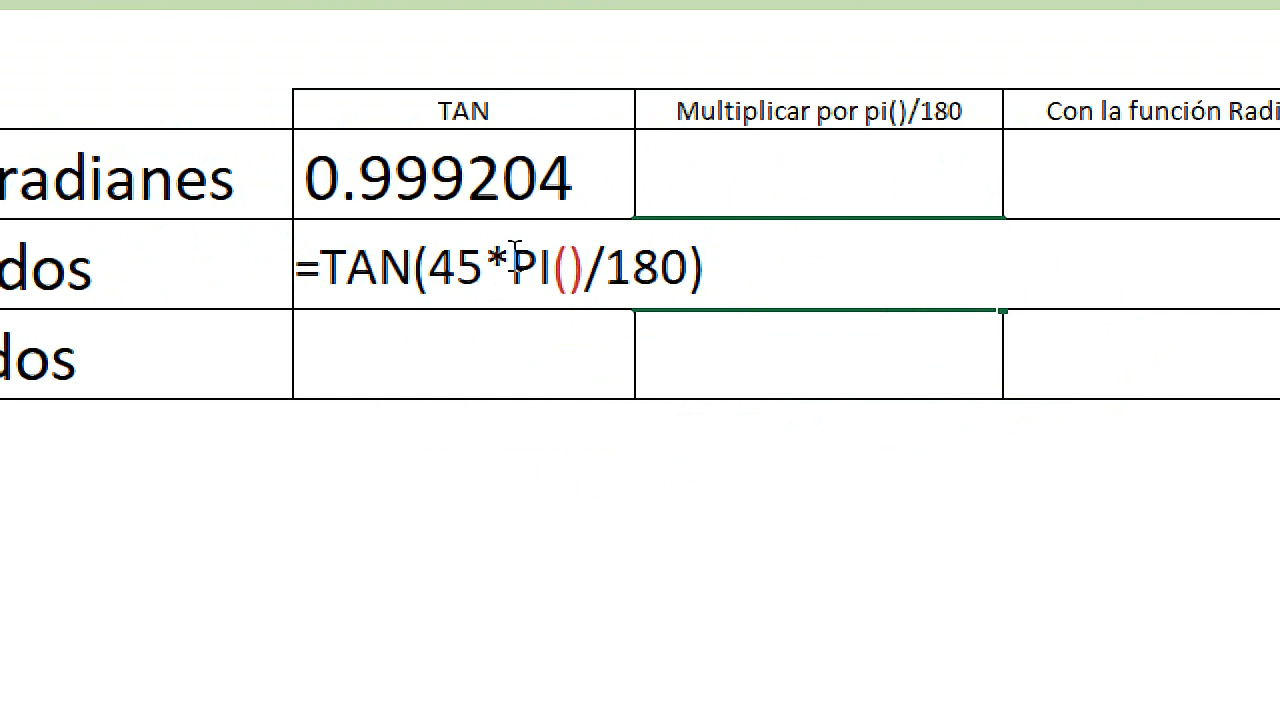 TAN Multiplicar por pi()/180 Con la función Radi
radianes 0.999204
dos =TAN(45*PI()/180)
dos